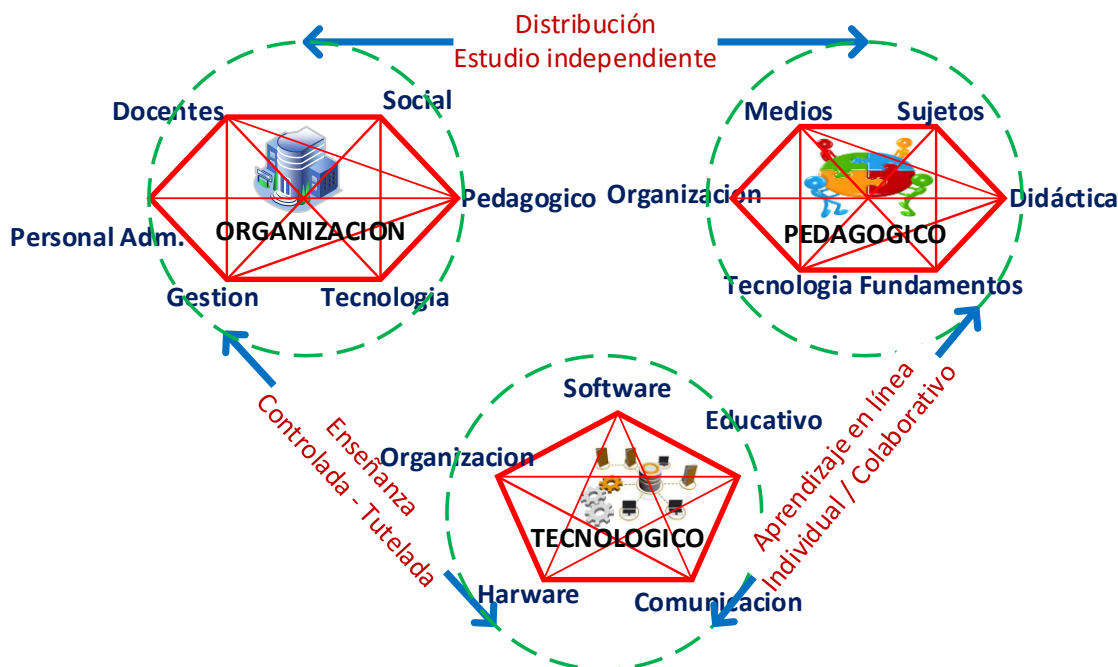 Distribución
Estudio independiente
Docentes
Social
Pedagogico
Personal Adm.
ORGANIZACION
Gestion
Tecnologia
Medios
Sujetos
Organizacion
Didáctica
PEDAGOGICO
Tecnologia
Fundamentos
Enseñanza
Controlada - Tutelada
Software
Educativo
Organizacion
TECNOLOGICO
Harware
Comunicacion
Aprendizaje en línea
Individual / Colaborativo